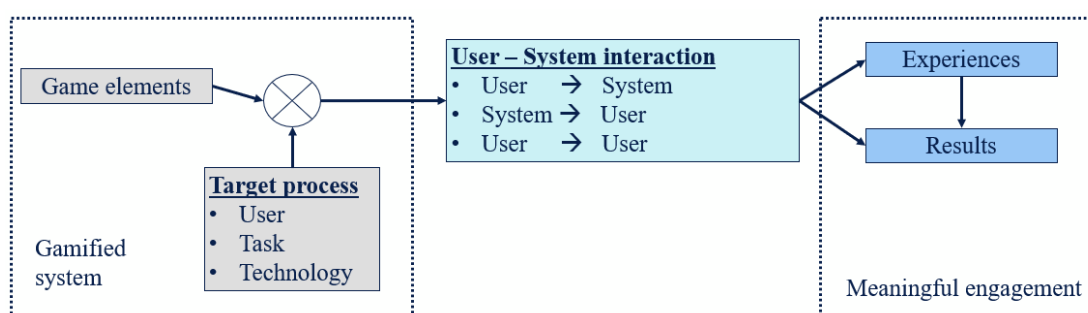 Game elements
Target process
• User
• Task
• Technology
Gamified
system
User – System interaction
• User → System
• System → User
• User → User
Experiences
Results
Meaningful engagement